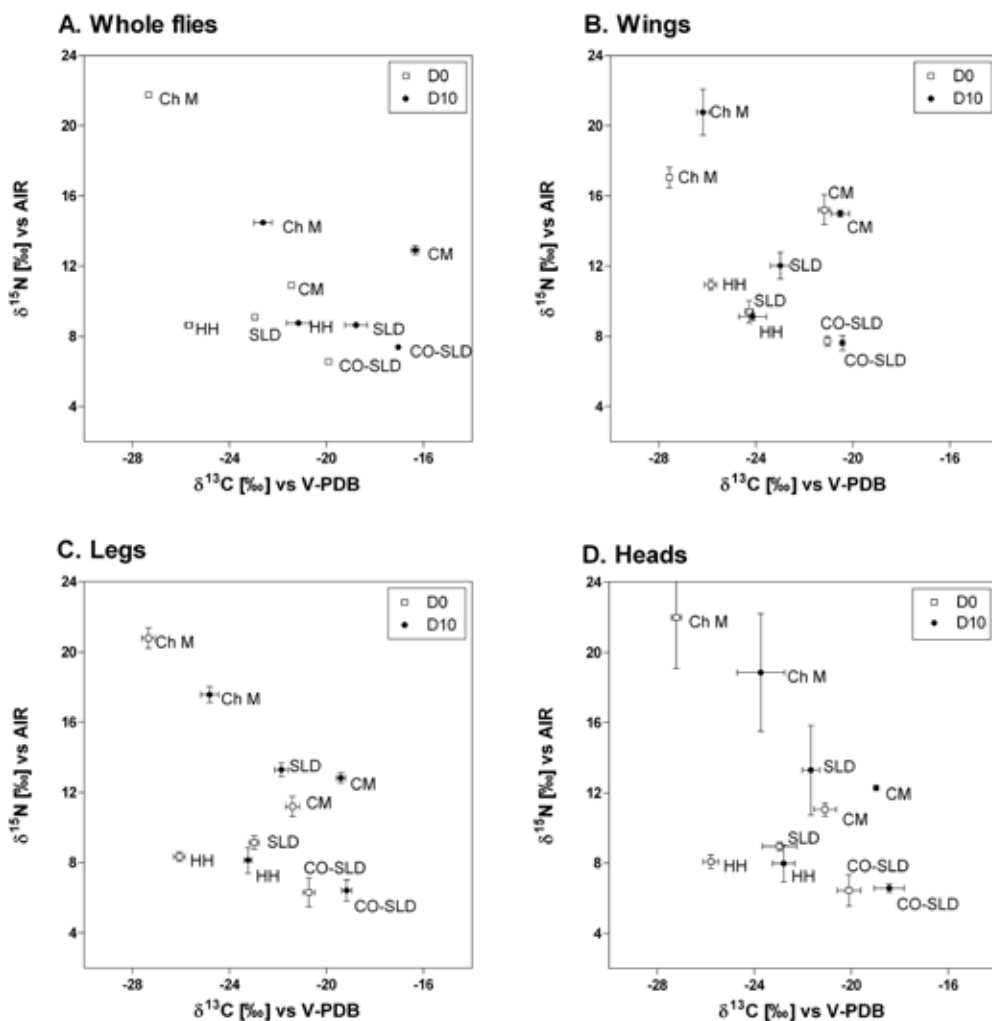 A. Whole flies
24
20
16
12
8
4
-28 -24 -20 -16
δ15N [‰] vs AIR
δ13C [‰] vs V-PDB
D0
D10
Ch M
Ch M
CM
CM
HH
SLD
HH
SLD
CO-SLD
CO-SLD
B. Wings
24
20
16
12
8
4
-28 -24 -20 -16
δ15N [‰] vs AIR
δ13C [‰] vs V-PDB
D0
D10
Ch M
Ch M
CM
CM
SLD
HH
SLD
HH
CO-SLD
CO-SLD
C. Legs
24
20
16
12
8
4
-28 -24 -20 -16
δ15N [‰] vs AIR
δ13C [‰] vs V-PDB
D0
D10
Ch M
Ch M
SLD
CM
CM
SLD
HH
HH
CO-SLD
CO-SLD
D. Heads
24
20
16
12
8
4
-28 -24 -20 -16
δ15N [‰] vs AIR
δ13C [‰] vs V-PDB
D0
D10
Ch M
Ch M
SLD
CM
CM
SLD
HH
HH
CO-SLD
CO-SLD